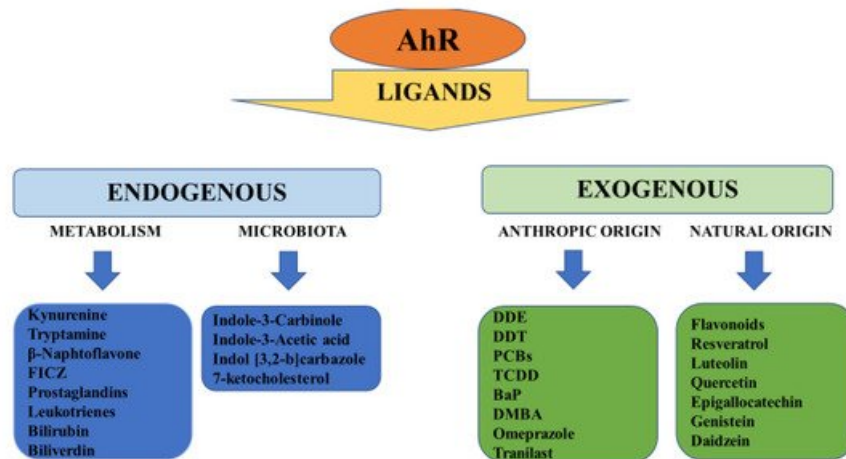 AhR
LIGANDS
ENDOGENOUS
METABOLISM
MICROBIOTA
Kynurenine
Tryptamine
β-Naphtoflavone
FICZ
Prostaglandins
Leukotrienes
Bilirubin
Biliverdin
Indole-3-Carbinole
Indole-3-Acetic acid
Indol [3,2-b]carbazole
7-ketocholesterol
EXOGENOUS
ANTHROPIC ORIGIN
NATURAL ORIGIN
DDE
DDT
PCBs
TCDD
BaP
DMBA
Omeprazole
Tranilast
Flavonoids
Resveratrol
Luteolin
Quercetin
Epigallocatechin
Genistein
Daidzein